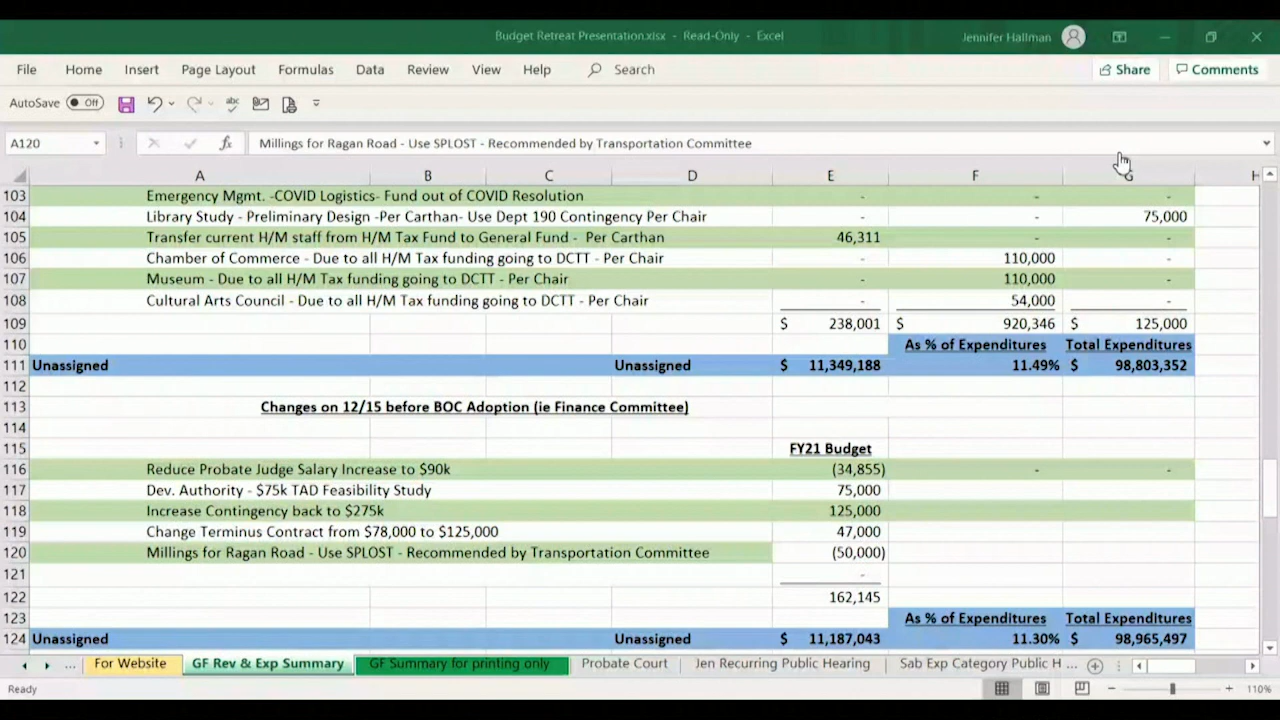 Budget Retreat Presentation.xlsx - Read-Only - Excel Jennifer Hallman
File Home Insert Page Layout Formulas Data Review View Help Search Share Comments
AutoSave Off
A120 fx Millings for Ragan Road - Use SPLOST - Recommended by Transportation Committee
A B C D E F G H
103 Emergency Mgmt. -COVID Logistics- Fund out of COVID Resolution - - -
104 Library Study - Preliminary Design -Per Carthan- Use Dept 190 Contingency Per Chair - - 75,000
105 Transfer current H/M staff from H/M Tax Fund to General Fund - Per Carthan 46,311 - -
106 Chamber of Commerce - Due to all H/M Tax funding going to DCTT - Per Chair - 110,000 -
107 Museum - Due to all H/M Tax funding going to DCTT - Per Chair - 110,000 -
108 Cultural Arts Council - Due to all H/M Tax funding going to DCTT - Per Chair - 54,000 -
109 $ 238,001 $ 920,346 $ 125,000
110 As % of Expenditures Total Expenditures
111 Unassigned Unassigned $ 11,349,188 11.49% $ 98,803,352
112
113 Changes on 12/15 before BOC Adoption (ie Finance Committee)
114
115 FY21 Budget
116 Reduce Probate Judge Salary Increase to $90k (34,855) - -
117 Dev. Authority - $75k TAD Feasibility Study 75,000
118 Increase Contingency back to $275k 125,000
119 Change Terminus Contract from $78,000 to $125,000 47,000
120 Millings for Ragan Road - Use SPLOST - Recommended by Transportation Committee (50,000)
121 -
122 162,145
123 As % of Expenditures Total Expenditures
124 Unassigned Unassigned $ 11,187,043 11.30% $ 98,965,497
... For Website GF Rev & Exp Summary GF Summary for printing only Probate Court Jen Recurring Public Hearing Sab Exp Category Public H ...
Ready 110%